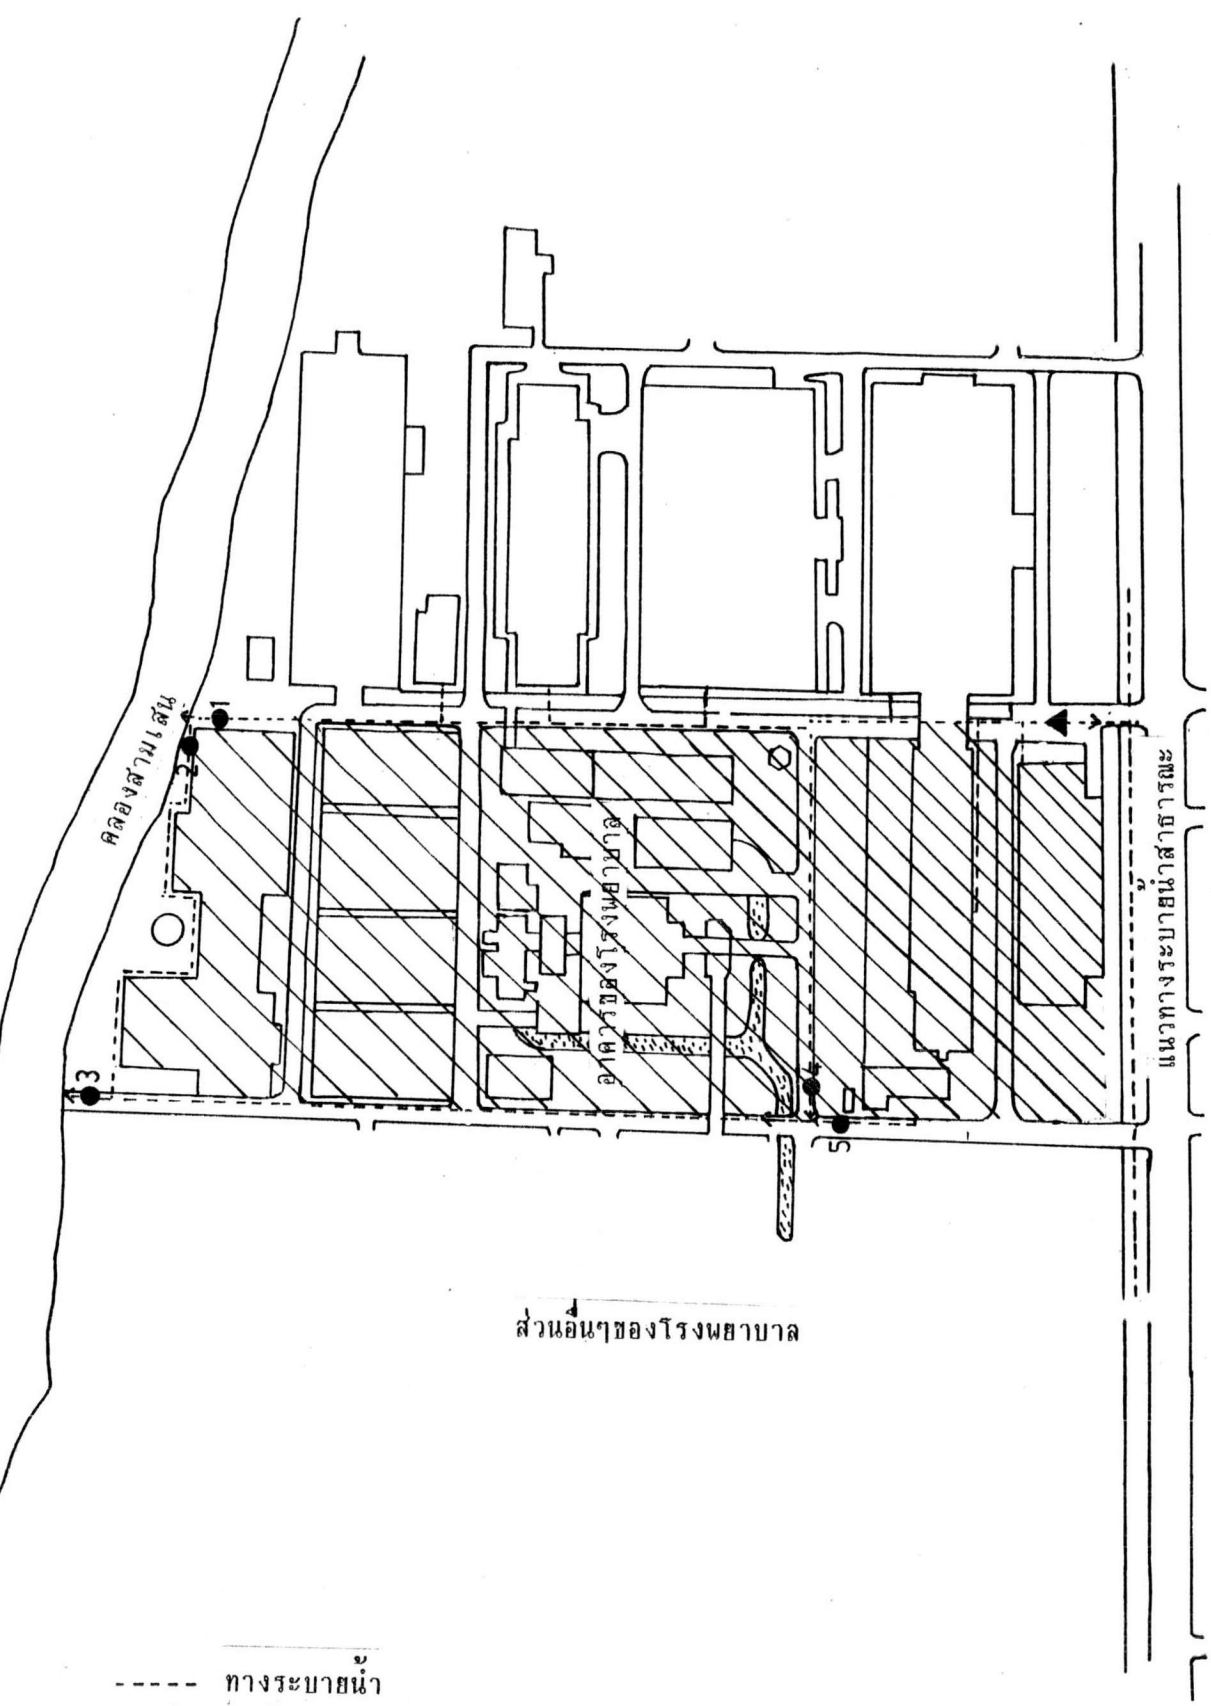 คลองสามเสน
1
2
3
อาคารของโรงพยาบาล
4
5
แนวทางระบายน้ำสาธารณะ
ส่วนอื่นๆของโรงพยาบาล
----- ทางระบายน้ำ